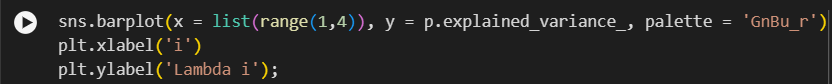 sns.barplot(x = list(range(1,4)), y = p.explained_variance_, palette = 'GnBu_r')
plt.xlabel('i')
plt.ylabel('Lambda i');